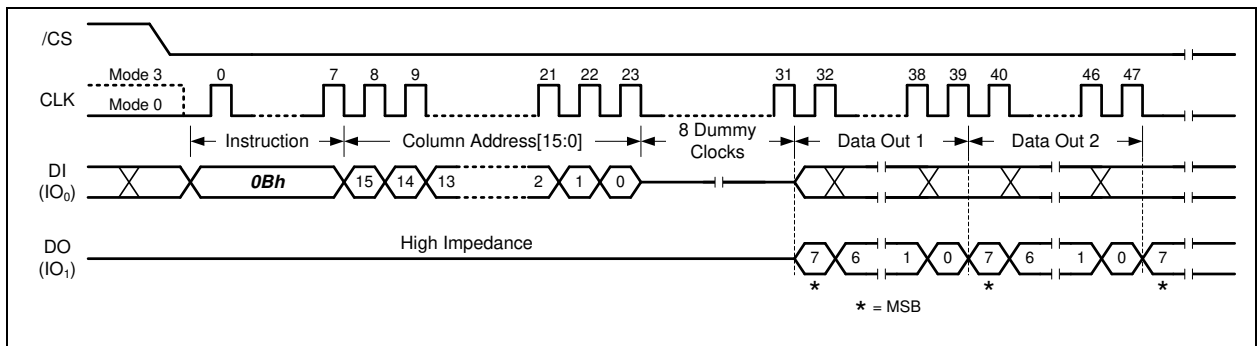 /CS
Mode 3
0 7 8 9 21 22 23 31 32 38 39 40 46 47
CLK
Mode 0
Instruction Column Address[15:0] 8 Dummy Clocks Data Out 1 Data Out 2
DI
(IO₀)
0Bh 15 14 13 2 1 0
High Impedance
DO
(IO₁)
7 6 1 0 7 6 1 0 7
* * *
* = MSB